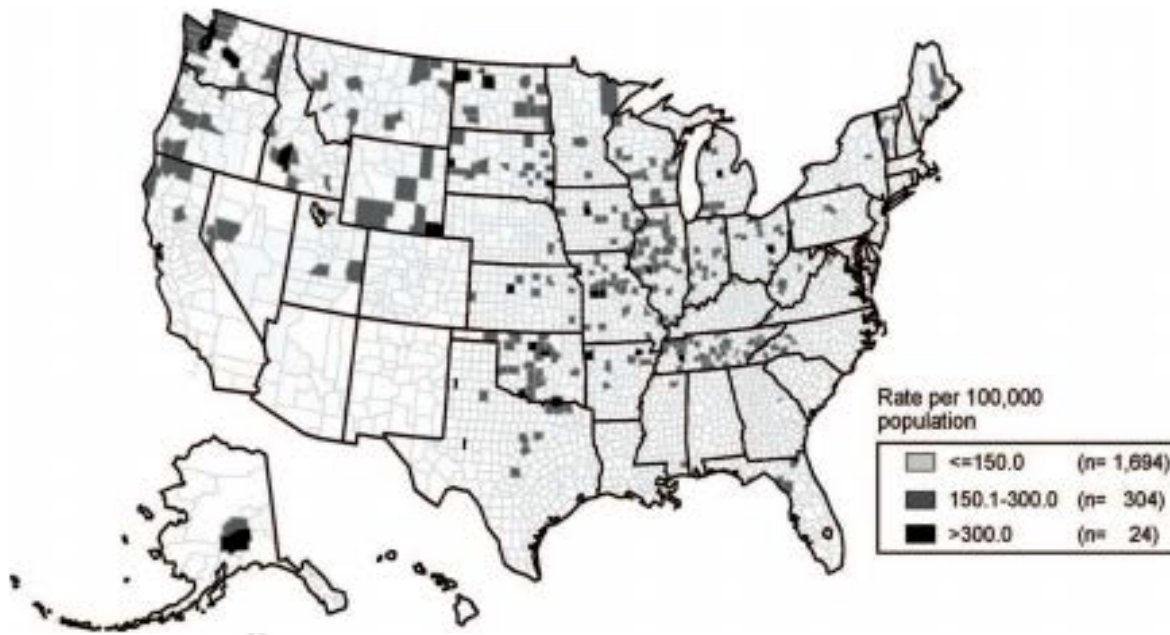 Rate per 100,000
population
<=150.0 (n= 1,694)
150.1-300.0 (n= 304)
>300.0 (n= 24)